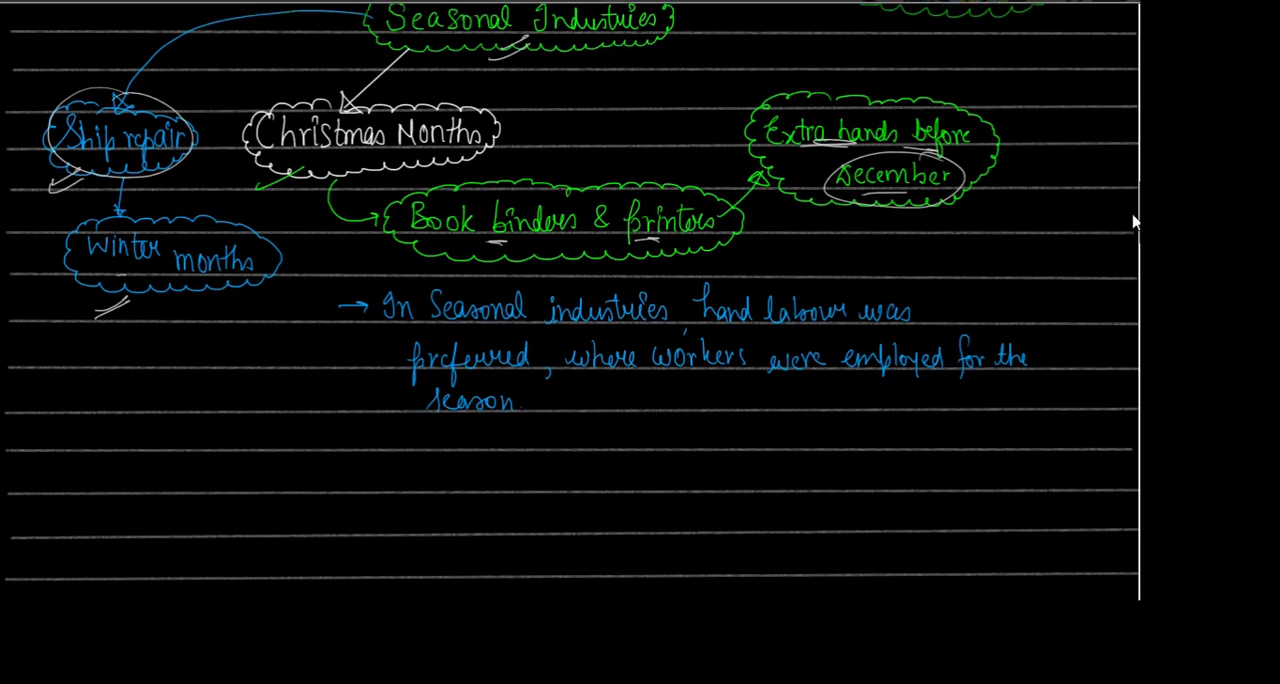 Seasonal Industries
Ship repair
Christmas Months
Extra hands before
December
Book binders & printers
Winter months
→ In Seasonal industries hand labour was
preferred, where workers were employed for the
season.